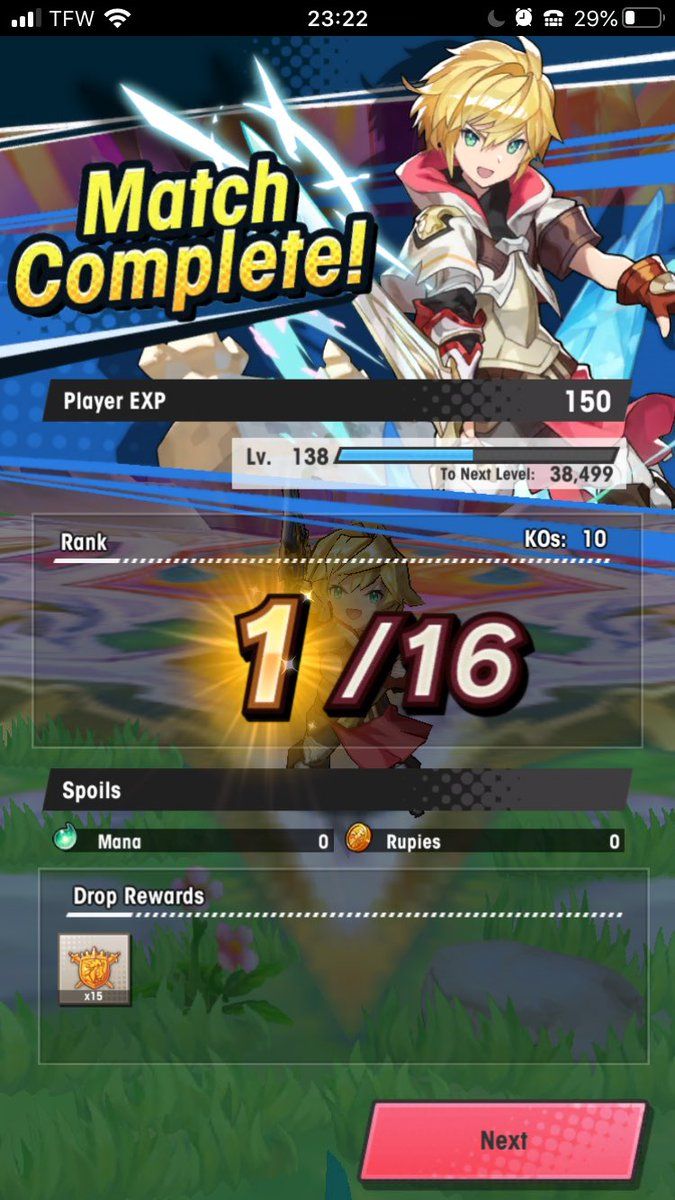 TFW 23:22 29%
Match
Complete!
Player EXP 150
Lv. 138
To Next Level: 38,499
Rank KOs: 10
1/16
Spoils
Mana 0 Rupies 0
Drop Rewards
x15
Next